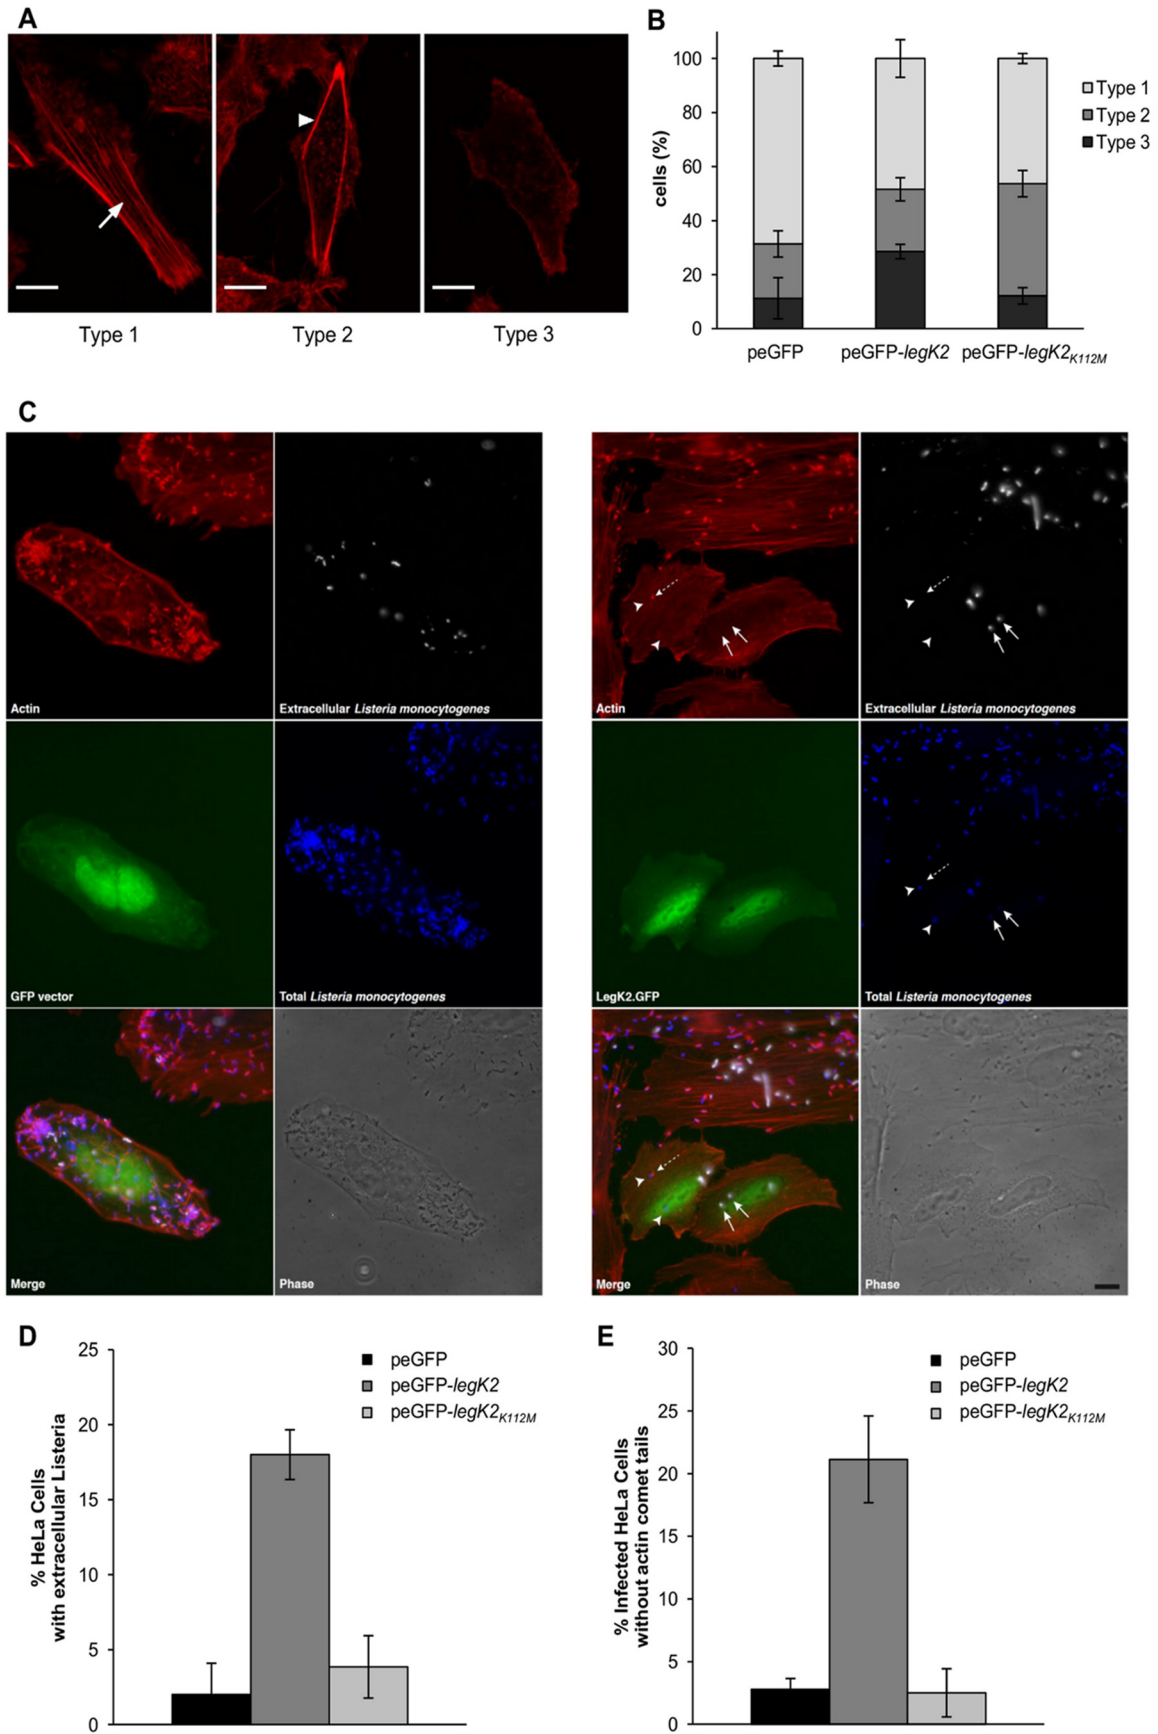 A
Type 1
Type 2
Type 3
B
cells (%)
100
80
60
40
20
0
Type 1
Type 2
Type 3
peGFP
peGFP-legK2
peGFP-legK2K112M
C
Actin
Extracellular Listeria monocytogenes
Actin
Extracellular Listeria monocytogenes
GFP vector
Total Listeria monocytogenes
LegK2.GFP
Total Listeria monocytogenes
Merge
Phase
Merge
Phase
D
% HeLa Cells
with extracellular Listeria
25
20
15
10
5
0
peGFP
peGFP-legK2
peGFP-legK2K112M
E
% Infected HeLa Cells
without actin comet tails
30
25
20
15
10
5
0
peGFP
peGFP-legK2
peGFP-legK2K112M